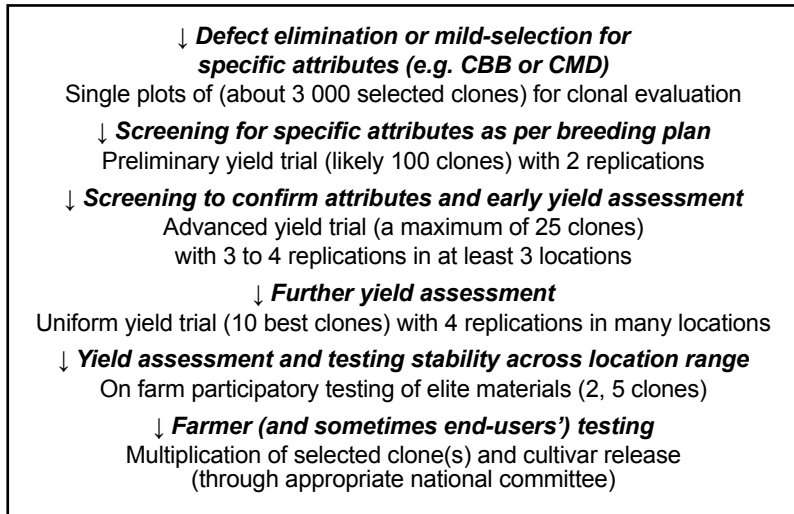 ↓ Defect elimination or mild-selection for
specific attributes (e.g. CBB or CMD)
Single plots of (about 3 000 selected clones) for clonal evaluation
↓ Screening for specific attributes as per breeding plan
Preliminary yield trial (likely 100 clones) with 2 replications
↓ Screening to confirm attributes and early yield assessment
Advanced yield trial (a maximum of 25 clones)
with 3 to 4 replications in at least 3 locations
↓ Further yield assessment
Uniform yield trial (10 best clones) with 4 replications in many locations
↓ Yield assessment and testing stability across location range
On farm participatory testing of elite materials (2, 5 clones)
↓ Farmer (and sometimes end-users’) testing
Multiplication of selected clone(s) and cultivar release
(through appropriate national committee)